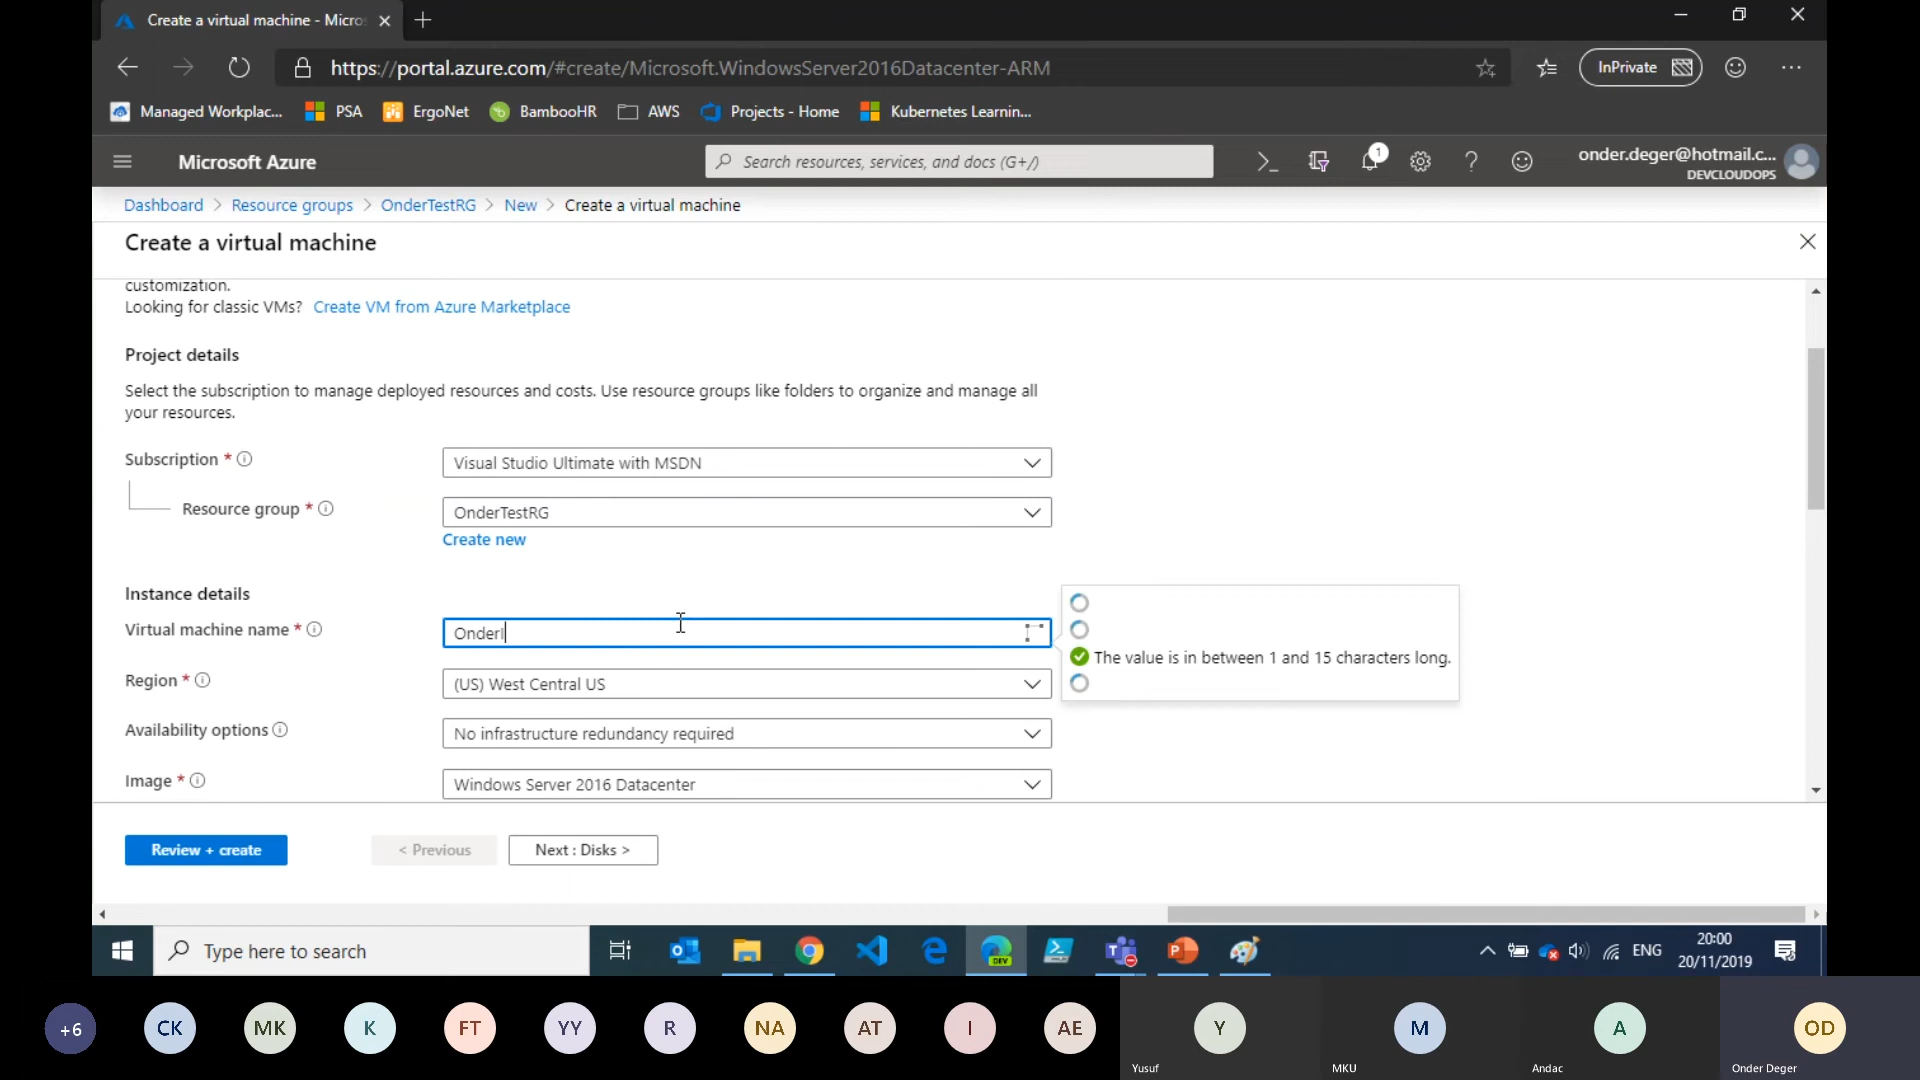 Create a virtual machine - Micro
https://portal.azure.com/#create/Microsoft.WindowsServer2016Datacenter-ARM
InPrivate
Managed Workplac...
PSA
ErgoNet
BambooHR
AWS
Projects - Home
Kubernetes Learnin...
Microsoft Azure
Search resources, services, and docs (G+/)
1
onder.deger@hotmail.c...
DEVCLOUDOPS
Dashboard > Resource groups > OnderTestRG > New > Create a virtual machine
Create a virtual machine
customization.
Looking for classic VMs? Create VM from Azure Marketplace
Project details
Select the subscription to manage deployed resources and costs. Use resource groups like folders to organize and manage all
your resources.
Subscription *
Visual Studio Ultimate with MSDN
Resource group *
OnderTestRG
Create new
Instance details
Virtual machine name *
Onderl
The value is in between 1 and 15 characters long.
Region *
(US) West Central US
Availability options
No infrastructure redundancy required
Image *
Windows Server 2016 Datacenter
Review + create
< Previous
Next : Disks >
Type here to search
DEV
ENG
20:00
20/11/2019
+6
CK
MK
K
FT
YY
R
NA
AT
I
AE
Y
Yusuf
M
MKU
A
Andac
OD
Onder Deger